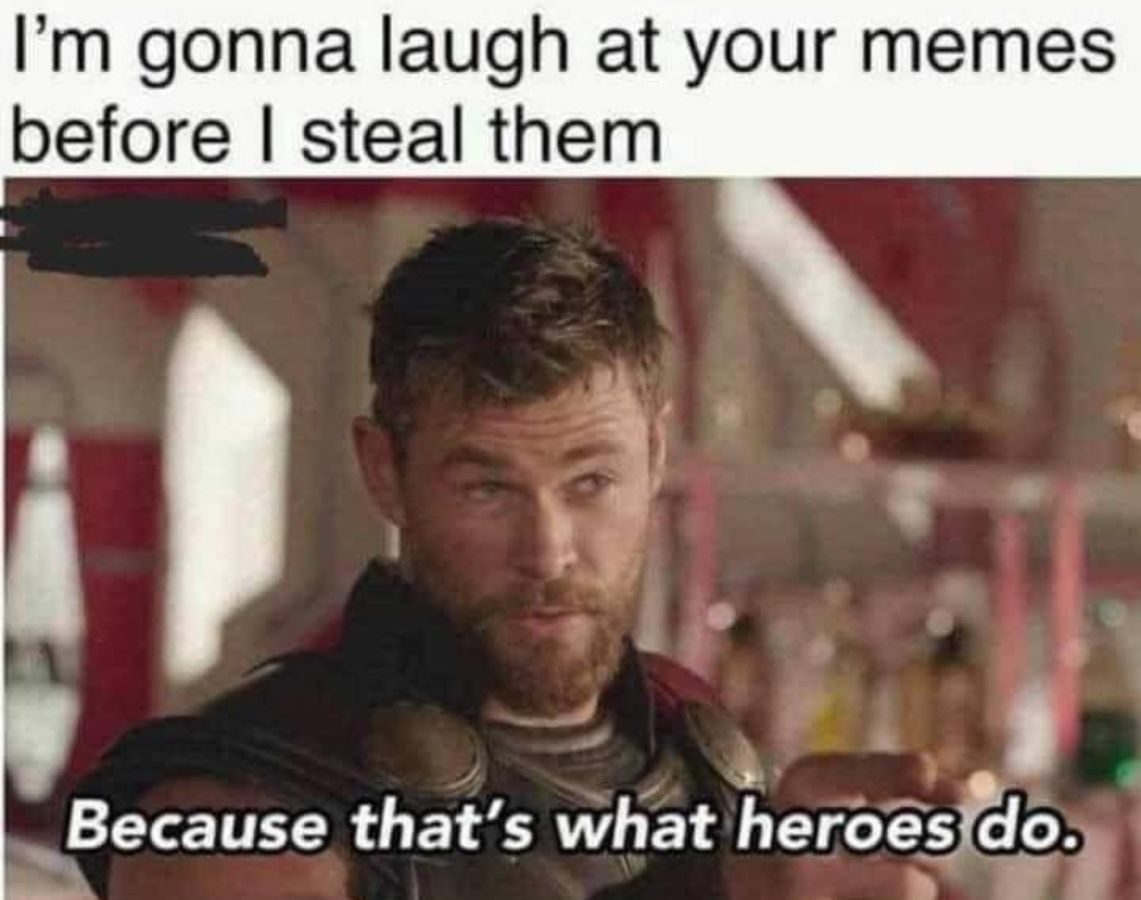 I'm gonna laugh at your memes
before I steal them
Because that's what heroes do.